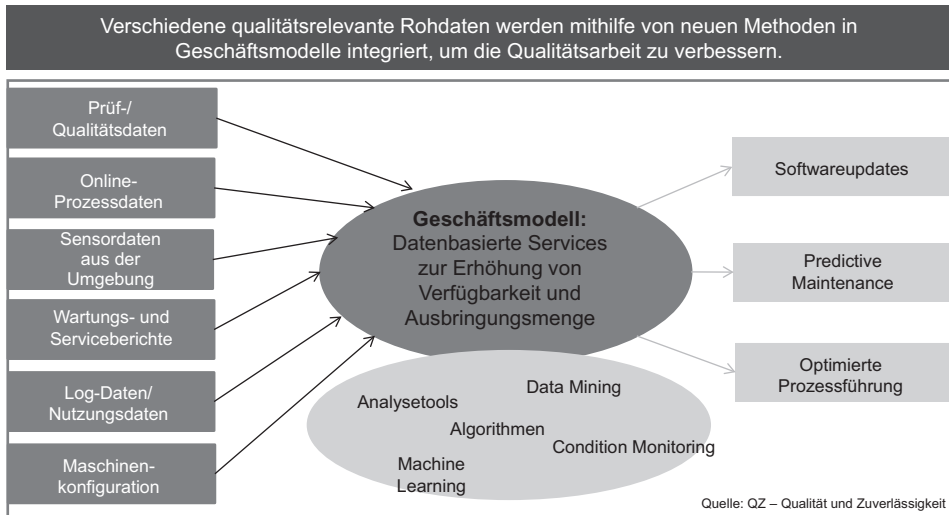 Verschiedene qualitätsrelevante Rohdaten werden mithilfe von neuen Methoden in
Geschäftsmodelle integriert, um die Qualitätsarbeit zu verbessern.
Prüf-/
Qualitätsdaten
Online-
Prozessdaten
Sensordaten
aus der
Umgebung
Wartungs- und
Serviceberichte
Log-Daten/
Nutzungsdaten
Maschinen-
konfiguration
Geschäftsmodell:
Datenbasierte Services
zur Erhöhung von
Verfügbarkeit und
Ausbringungsmenge
Data Mining
Analysetools
Algorithmen
Condition Monitoring
Machine
Learning
Softwareupdates
Predictive
Maintenance
Optimierte
Prozessführung
Quelle: QZ – Qualität und Zuverlässigkeit